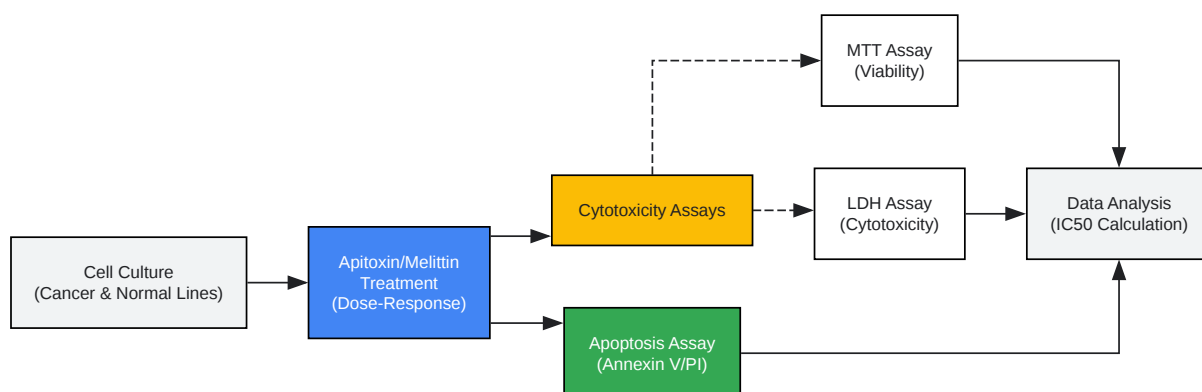 Cell Culture
(Cancer & Normal Lines)
Apitoxin/Melittin
Treatment
(Dose-Response)
Cytotoxicity Assays
MTT Assay
(Viability)
LDH Assay
(Cytotoxicity)
Apoptosis Assay
(Annexin V/PI)
Data Analysis
(IC50 Calculation)